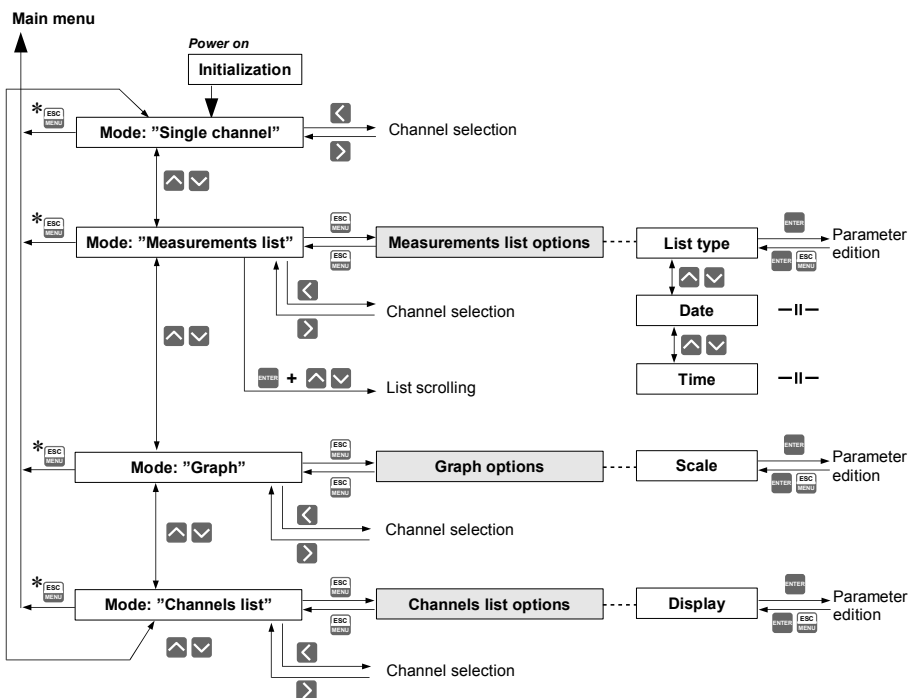 Main menu
Power on
Initialization
* ESC MENU
Mode: ”Single channel”
Channel selection
* ESC MENU
Mode: ”Measurements list”
ESC MENU
ESC MENU
Measurements list options
List type
ENTER
ENTER ESC MENU
Parameter
edition
Channel selection
Date
—II—
ENTER +
List scrolling
Time
—II—
* ESC MENU
Mode: ”Graph”
ESC MENU
ESC MENU
Graph options
Scale
ENTER
ENTER ESC MENU
Parameter
edition
Channel selection
* ESC MENU
Mode: ”Channels list”
ESC MENU
ESC MENU
Channels list options
Display
ENTER
ENTER ESC MENU
Parameter
edition
Channel selection